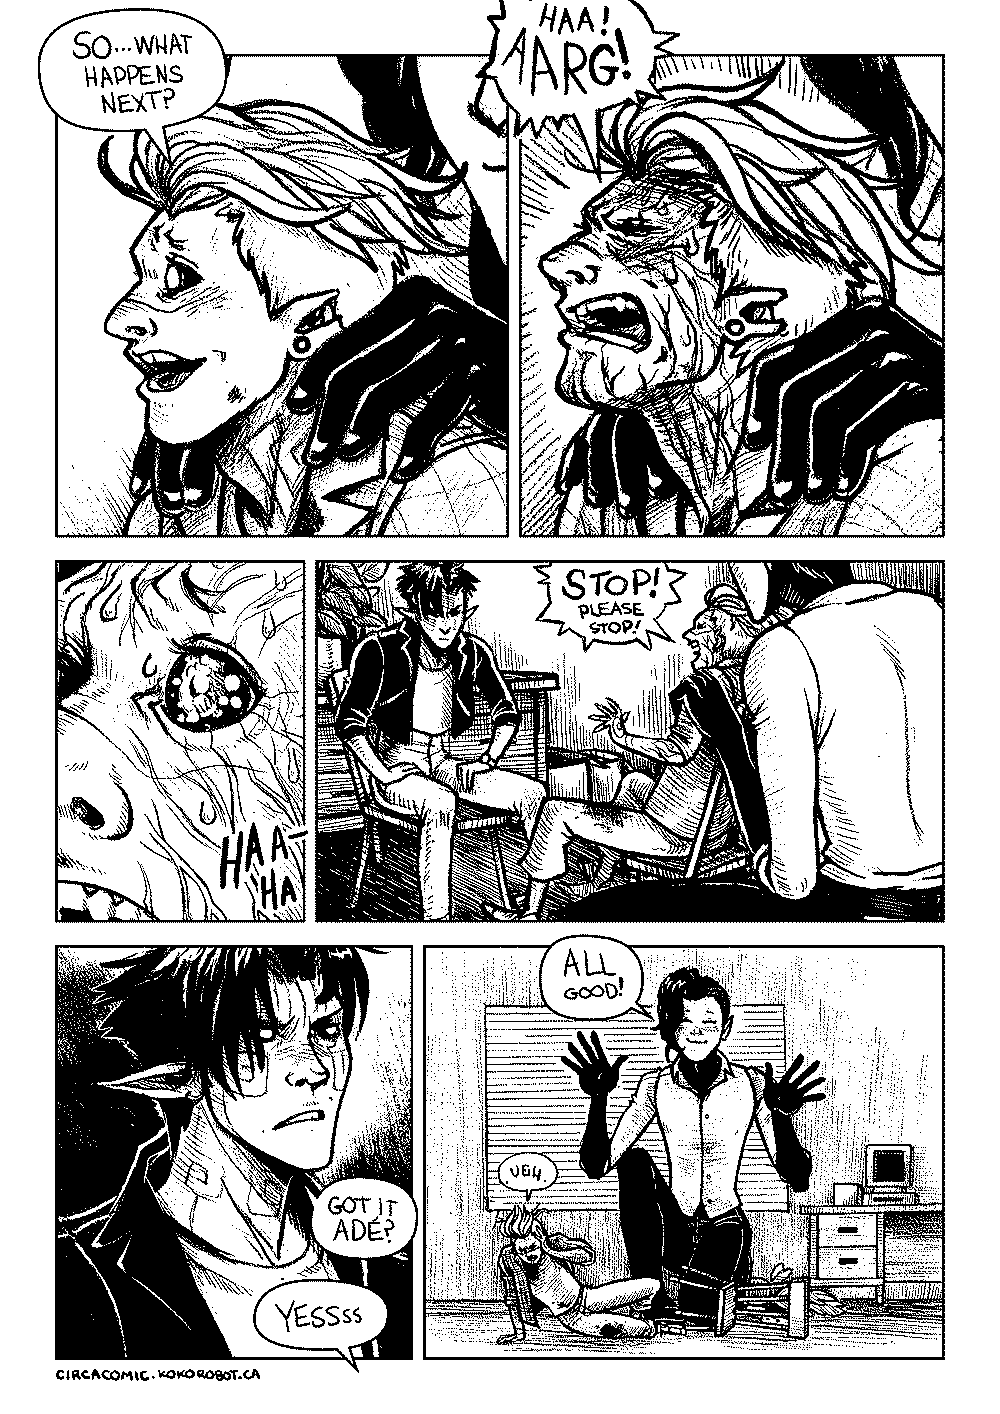 SO...WHAT
HAPPENS
NEXT?
HAA!
AARG!
HAA-
HA
STOP!
PLEASE
STOP!
GOT IT
ADÉ?
YESSSS
ALL
GOOD!
UGH.
CIRCACOMIC.KOKOROBOT.CA